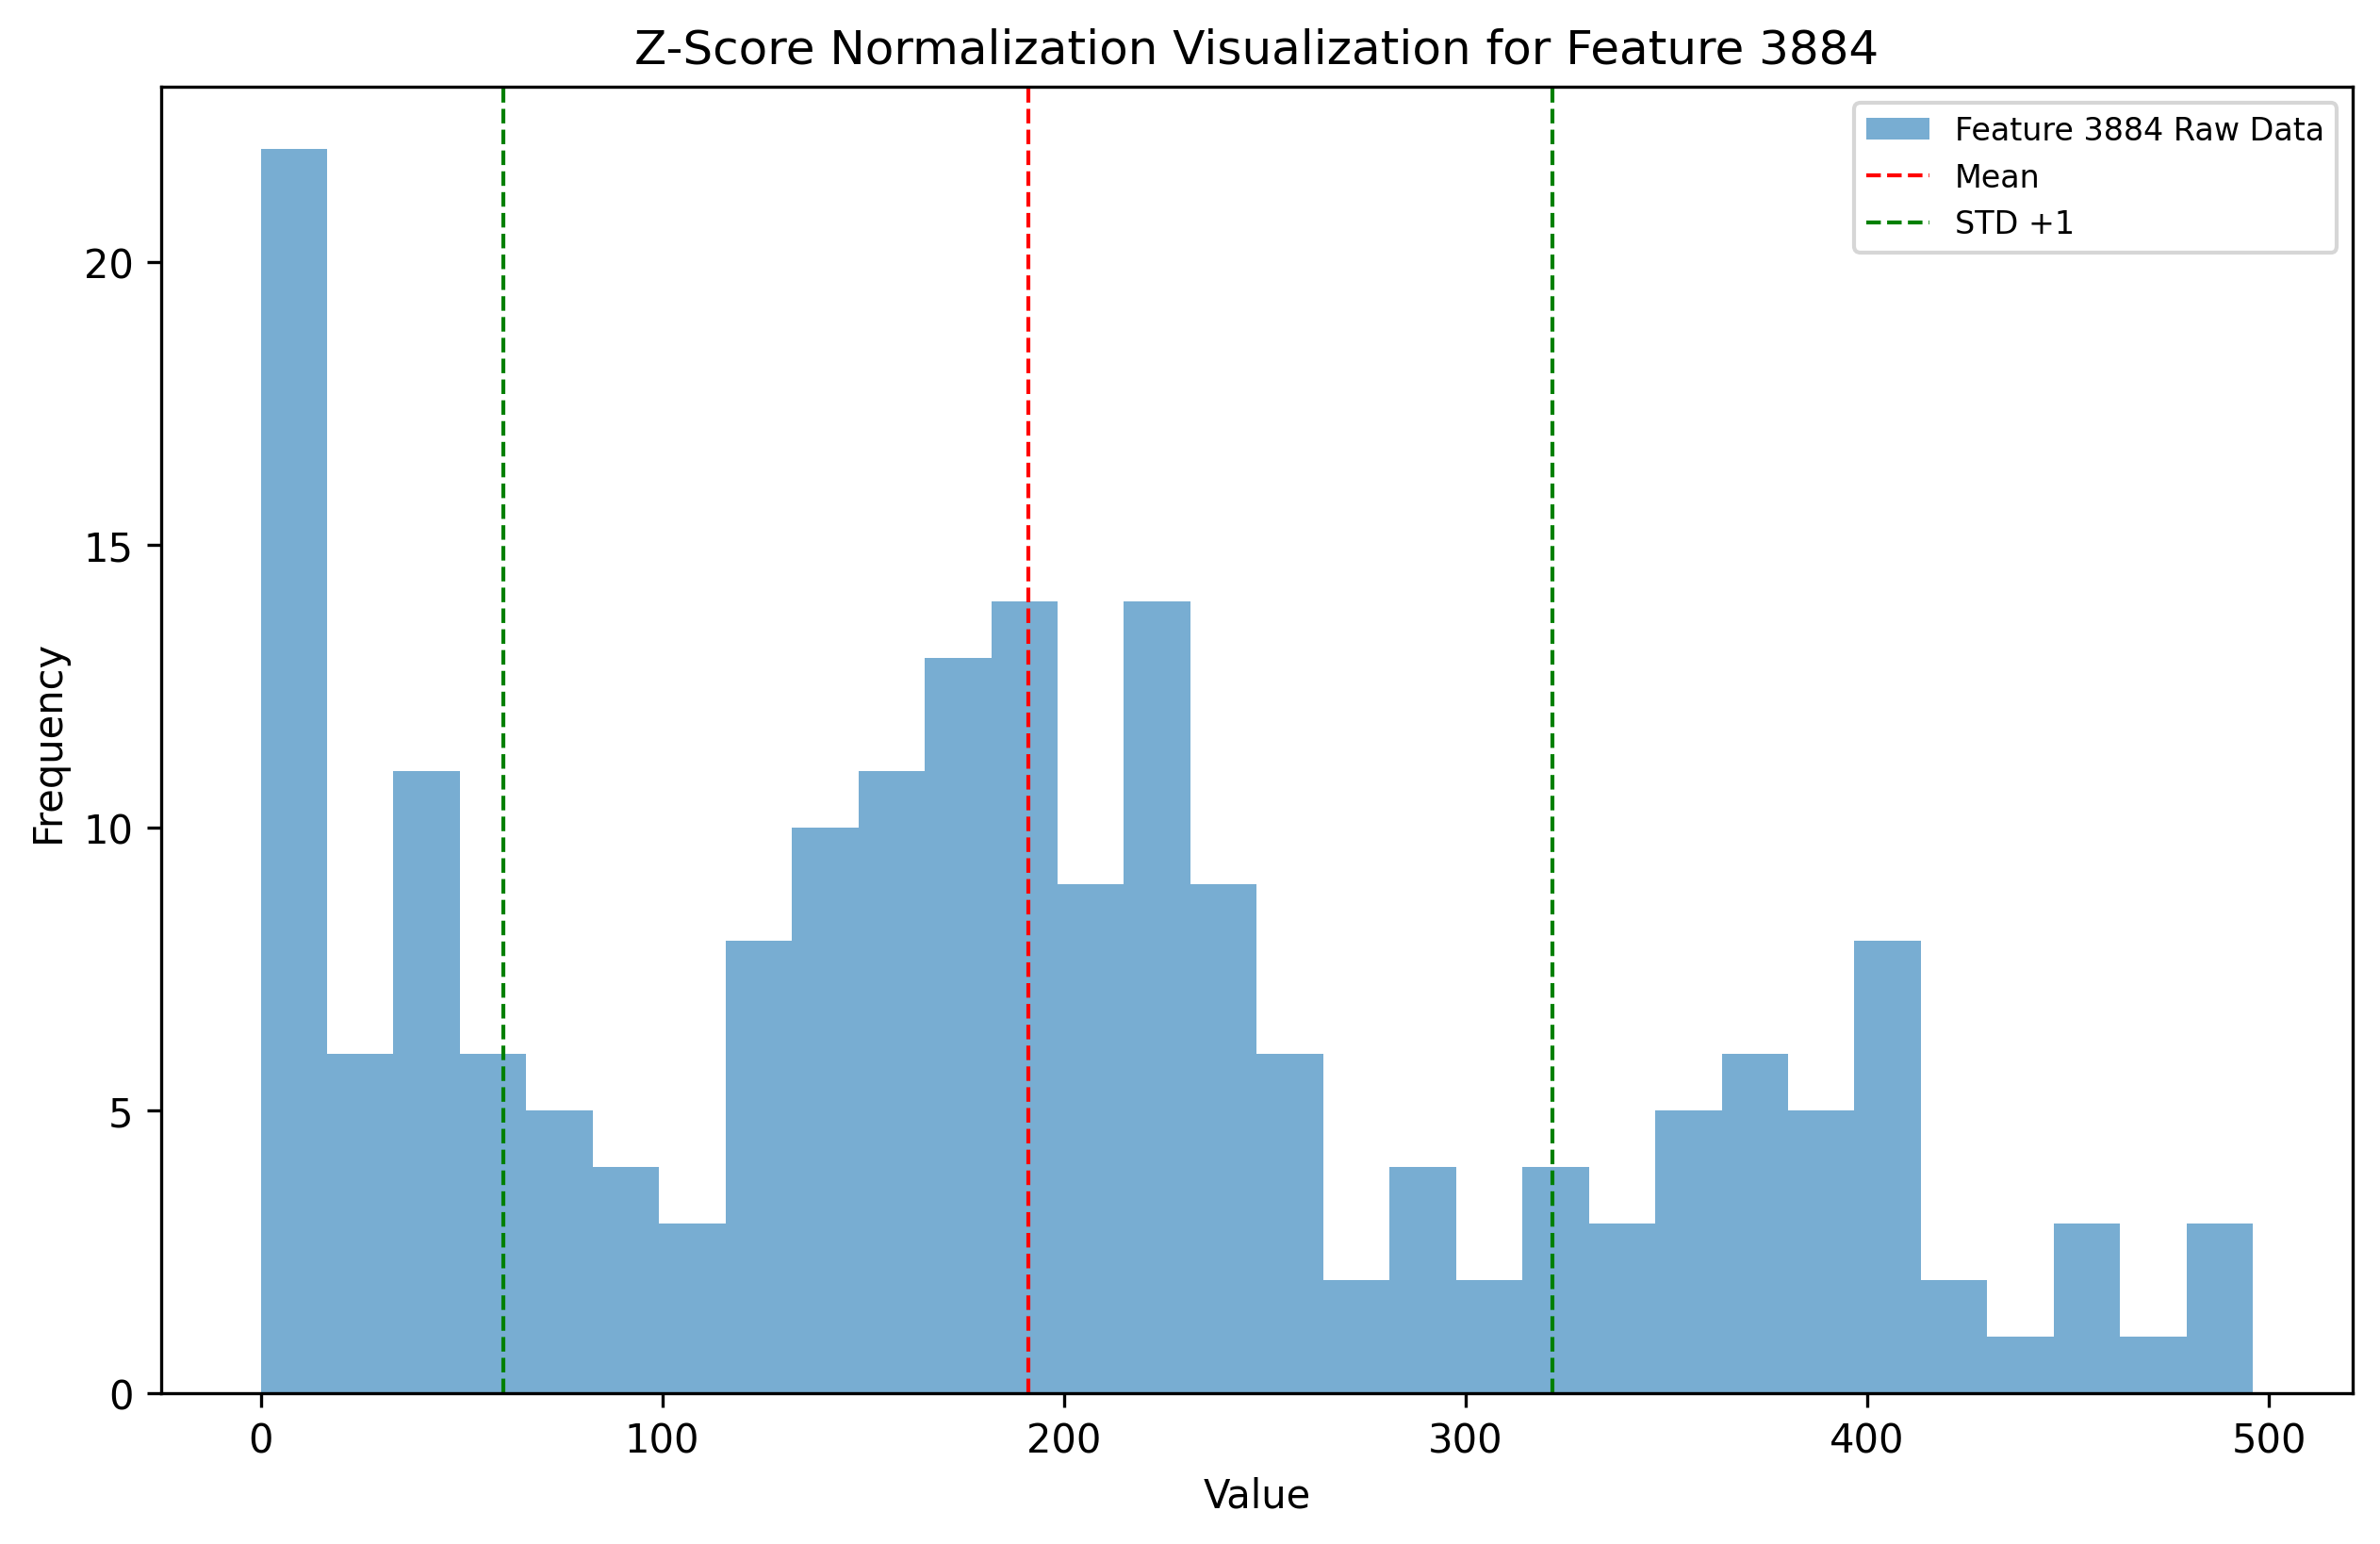 Z-Score Normalization Visualization for Feature 3884
Feature 3884 Raw Data
Mean
STD +1
20
15
10
5
0
Frequency
0 100 200 300 400 500
Value